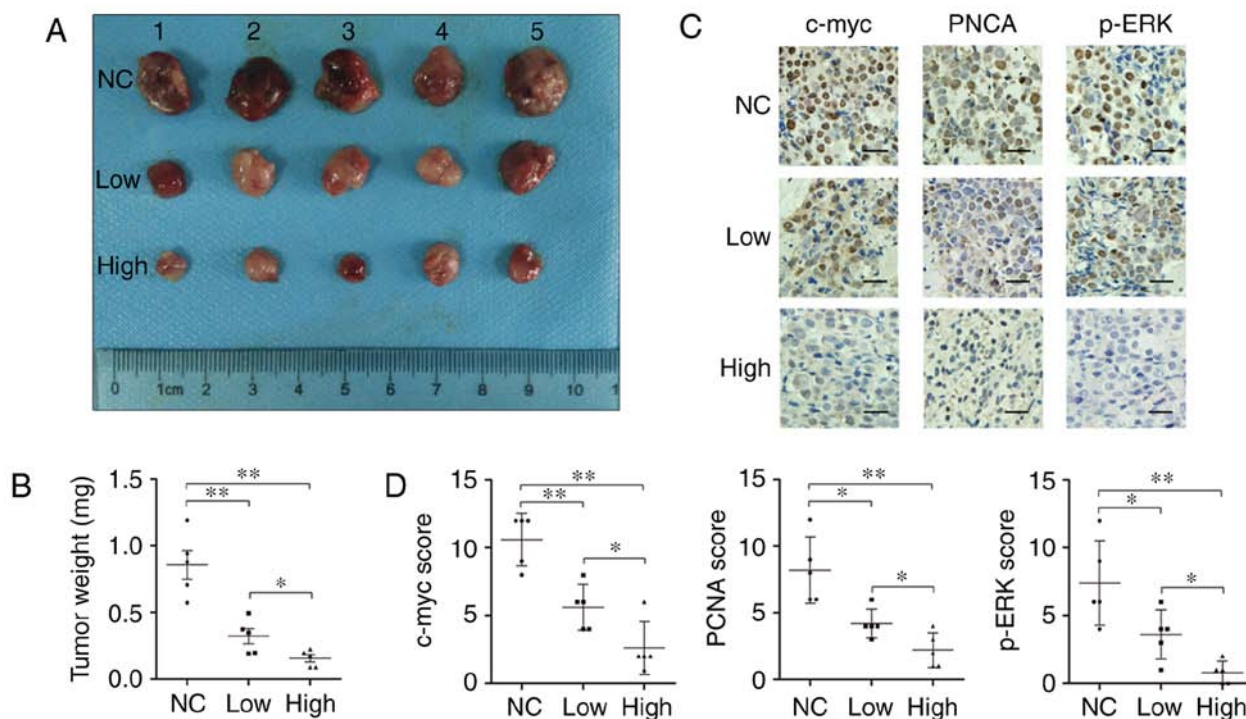 A
1 2 3 4 5
NC
Low
High
0 1cm 2 3 4 5 6 7 8 9 10 1
C
c-myc PNCA p-ERK
NC
Low
High
B
Tumor weight (mg)
1.5
1.0
0.5
0.0
**
**
*
NC Low High
D
c-myc score
15
10
5
0
**
**
*
NC Low High
PCNA score
15
10
5
0
**
*
*
NC Low High
p-ERK score
15
10
5
0
**
*
*
NC Low High